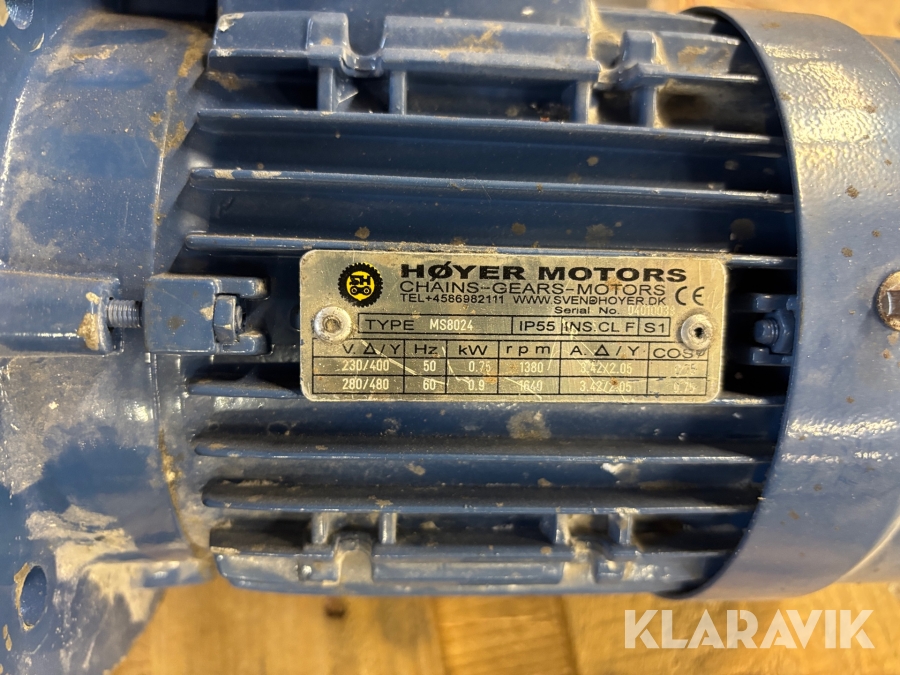 SH HØYER MOTORS
CHAINS-GEARS-MOTORS
TEL+4586982111 WWW.SVENDHOYER.DK CE
Serial No.
TYPE MS8024 IP55 INS.CL F S1
V. Δ/Y Hz kW rpm A. Δ/Y COSφ
230/400 50 0.75 1380 3.42/2.05
280/480 60 0.9 1640 3.42/2.05 0.75
KLARAVIK